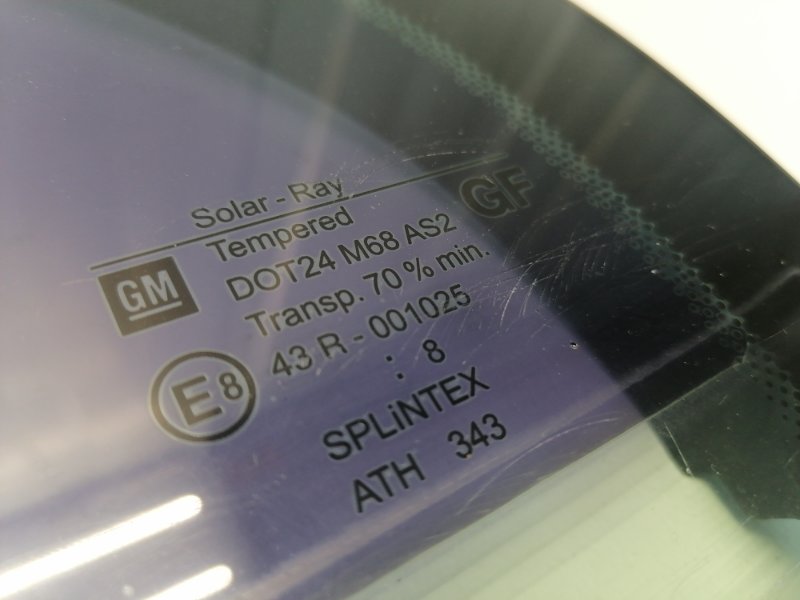 Solar - Ray
Tempered GF
GM DOT24 M68 AS2
Transp. 70 % min.
E8 43 R - 001025
: 8
SPLiNTEX
ATH 343